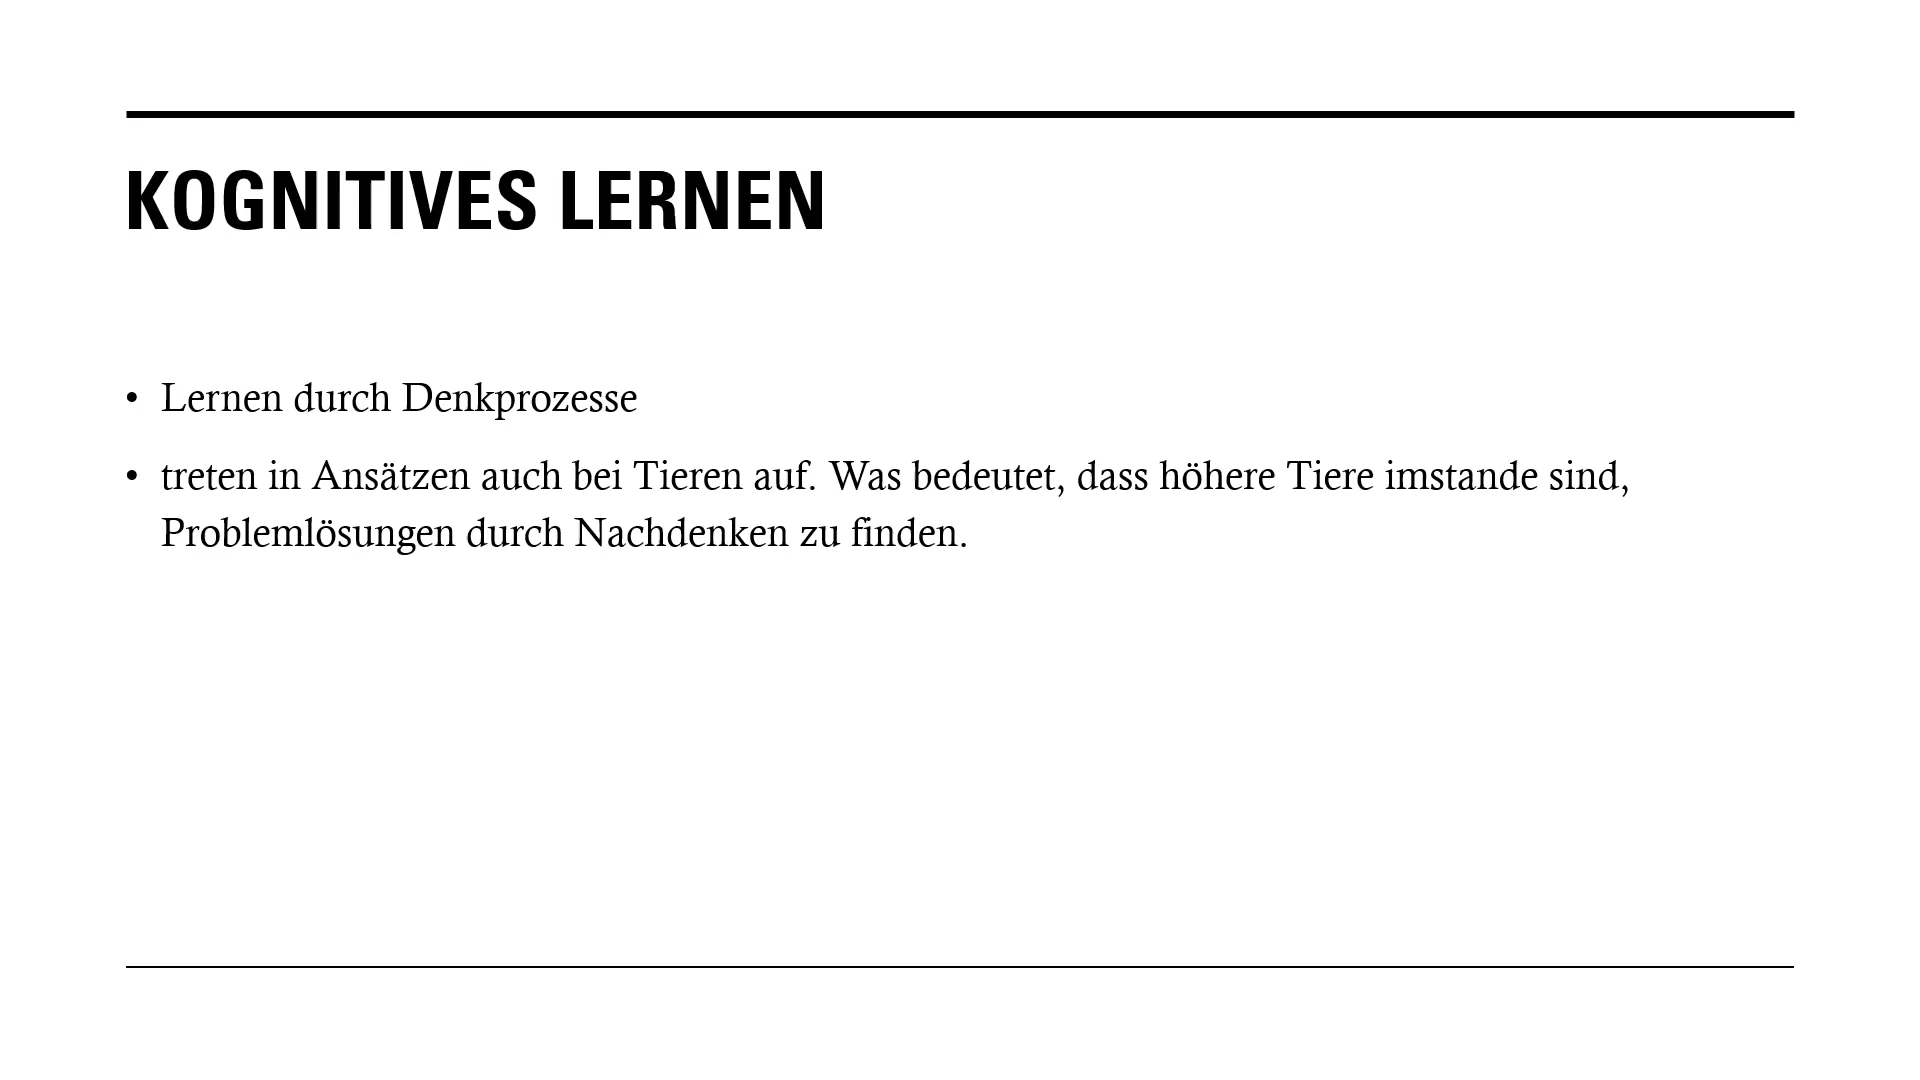 KOGNITIVES LERNEN
• Lernen durch Denkprozesse
• treten in Ansätzen auch bei Tieren auf. Was bedeutet, dass höhere Tiere imstande sind,
Problemlösungen durch Nachdenken zu finden.